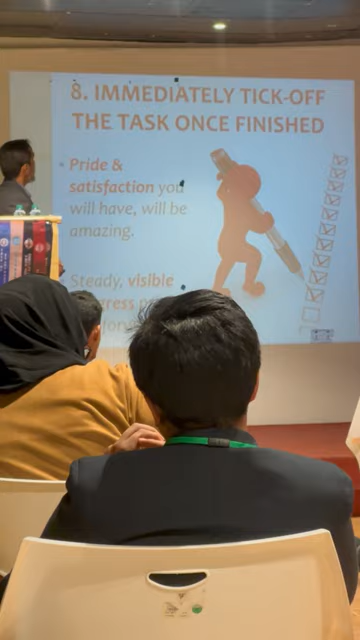 8. IMMEDIATELY TICK-OFF
THE TASK ONCE FINISHED
• Pride &
satisfaction you
will have, will be
amazing.
Steady, visible